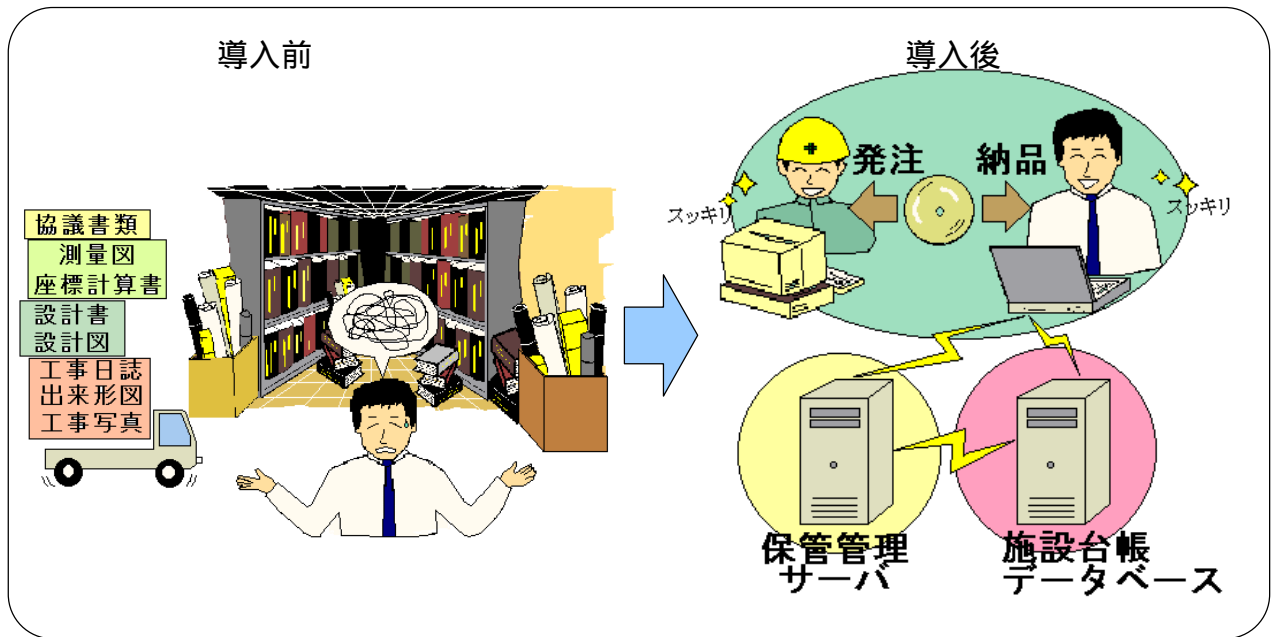 導入前
導入後
協議書類
測量図
座標計算書
設計書
設計図
工事日誌
出来形図
工事写真
発注
納品
スッキリ
スッキリ
保管管理
サーバ
施設台帳
データベース